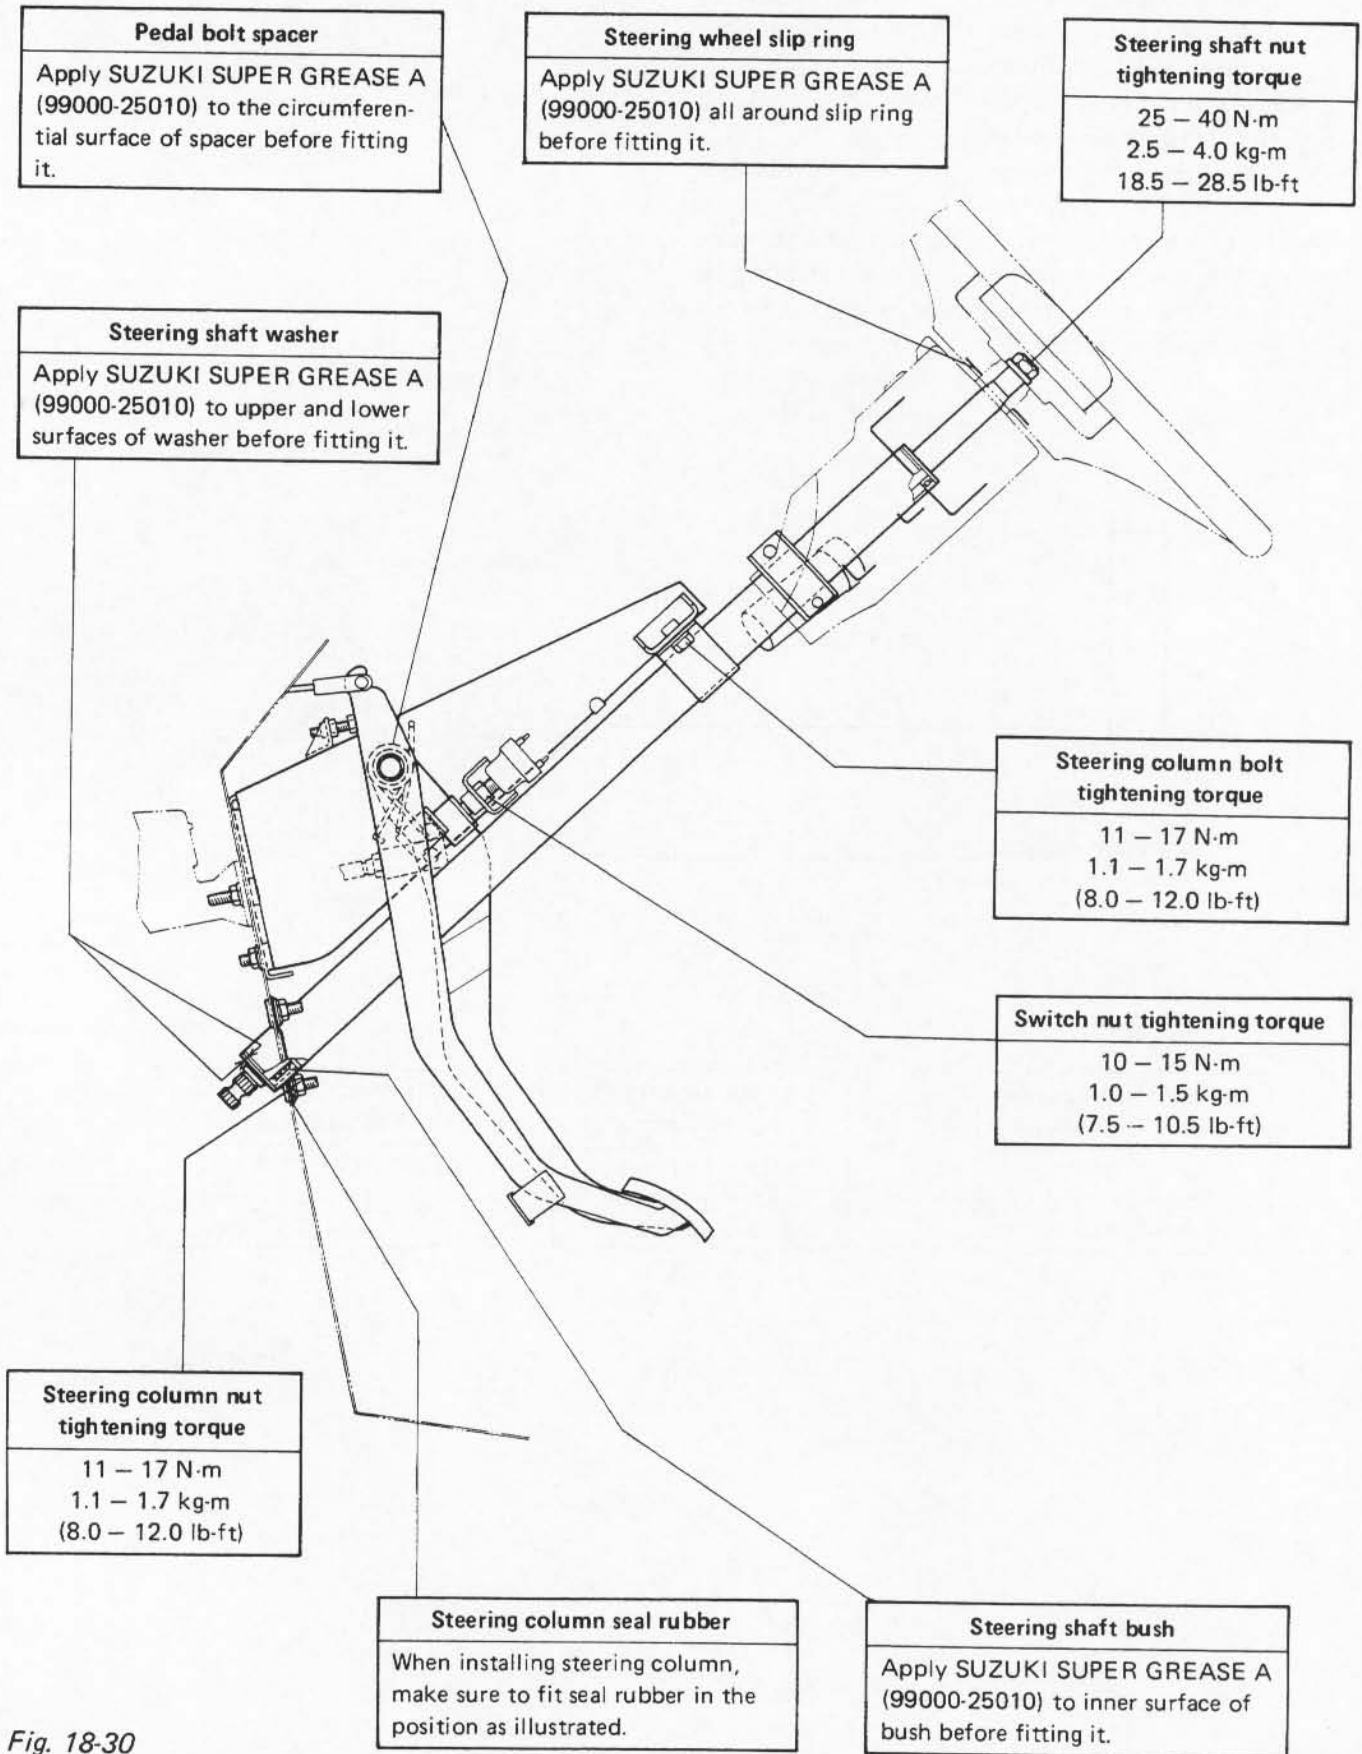 Pedal bolt spacer
Apply SUZUKI SUPER GREASE A
(99000-25010) to the circumferen-
tial surface of spacer before fitting
it.
Steering wheel slip ring
Apply SUZUKI SUPER GREASE A
(99000-25010) all around slip ring
before fitting it.
Steering shaft nut
tightening torque
25 – 40 N·m
2.5 – 4.0 kg-m
18.5 – 28.5 lb-ft
Steering shaft washer
Apply SUZUKI SUPER GREASE A
(99000-25010) to upper and lower
surfaces of washer before fitting it.
Steering column bolt
tightening torque
11 – 17 N·m
1.1 – 1.7 kg-m
(8.0 – 12.0 lb-ft)
Switch nut tightening torque
10 – 15 N·m
1.0 – 1.5 kg-m
(7.5 – 10.5 lb-ft)
Steering column nut
tightening torque
11 – 17 N·m
1.1 – 1.7 kg-m
(8.0 – 12.0 lb-ft)
Steering column seal rubber
When installing steering column,
make sure to fit seal rubber in the
position as illustrated.
Steering shaft bush
Apply SUZUKI SUPER GREASE A
(99000-25010) to inner surface of
bush before fitting it.
Fig. 18-30